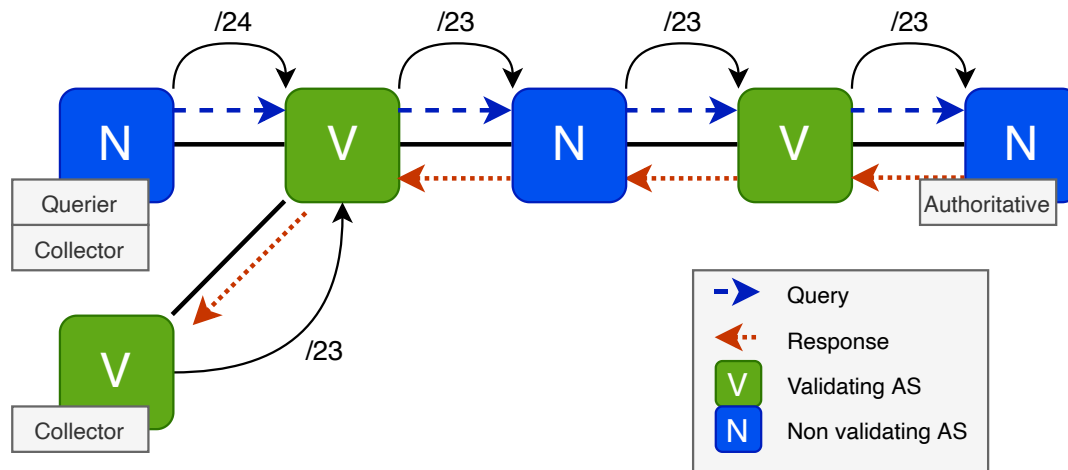 /24
/23
/23
/23
N
V
N
V
N
Querier
Collector
Authoritative
V
/23
Collector
Query
Response
V
Validating AS
N
Non validating AS